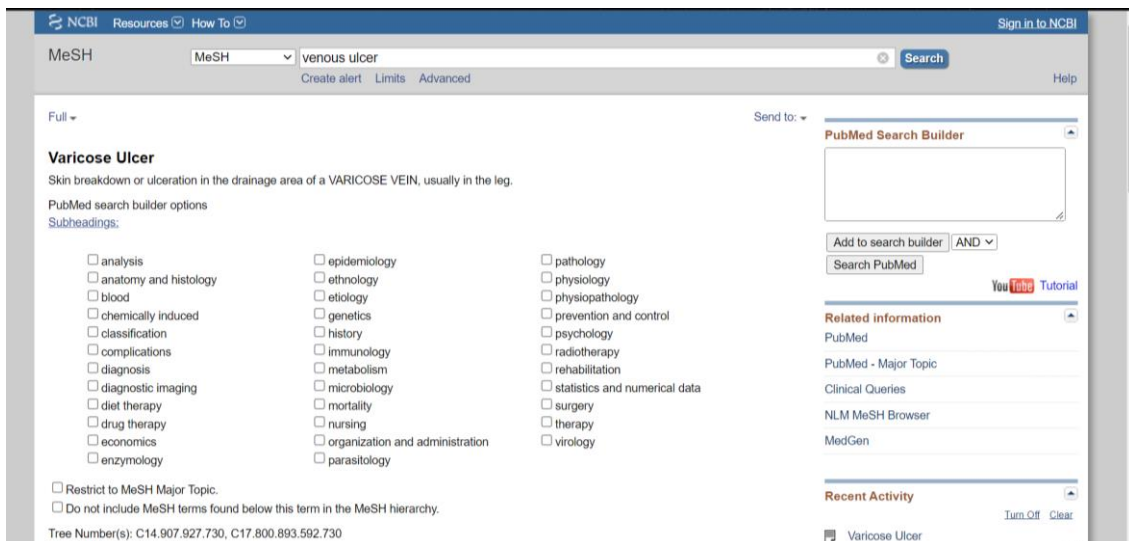 NCBI Resources How To Sign in to NCBI
MeSH MeSH venous ulcer Search
Create alert Limits Advanced Help
Full Send to:
Varicose Ulcer
Skin breakdown or ulceration in the drainage area of a VARICOSE VEIN, usually in the leg.
PubMed search builder options
Subheadings:
analysis
anatomy and histology
blood
chemically induced
classification
complications
diagnosis
diagnostic imaging
diet therapy
drug therapy
economics
enzymology
epidemiology
ethnology
etiology
genetics
history
immunology
metabolism
microbiology
mortality
nursing
organization and administration
parasitology
pathology
physiology
physiopathology
prevention and control
psychology
radiotherapy
rehabilitation
statistics and numerical data
surgery
therapy
virology
Restrict to MeSH Major Topic.
Do not include MeSH terms found below this term in the MeSH hierarchy.
Tree Number(s): C14.907.927.730, C17.800.893.592.730
PubMed Search Builder
Add to search builder AND
Search PubMed
YouTube Tutorial
Related information
PubMed
PubMed - Major Topic
Clinical Queries
NLM MeSH Browser
MedGen
Recent Activity
Turn Off Clear
Varicose Ulcer